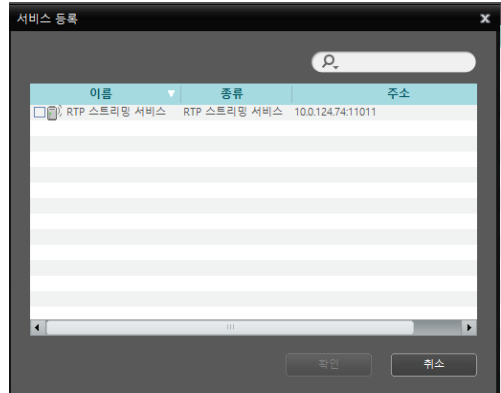 서비스 등록 x
이름 종류 주소
RTP 스트리밍 서비스 RTP 스트리밍 서비스 10.0.124.74:11011
확인 취소